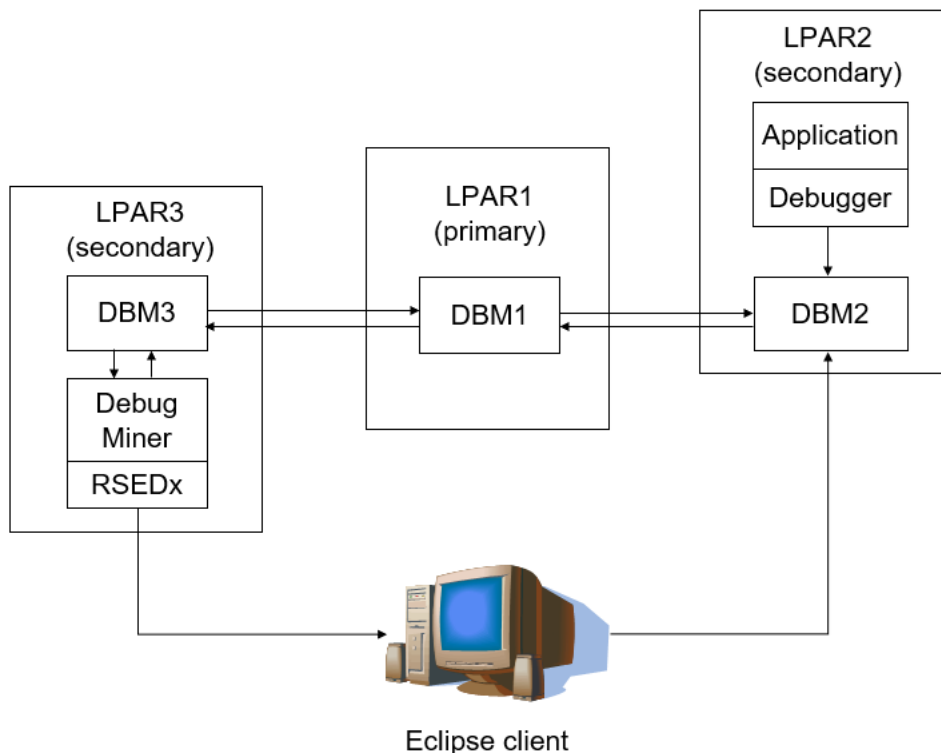 LPAR2
(secondary)
Application
Debugger
DBM2
LPAR1
(primary)
DBM1
LPAR3
(secondary)
DBM3
Debug
Miner
RSEDx
Eclipse client